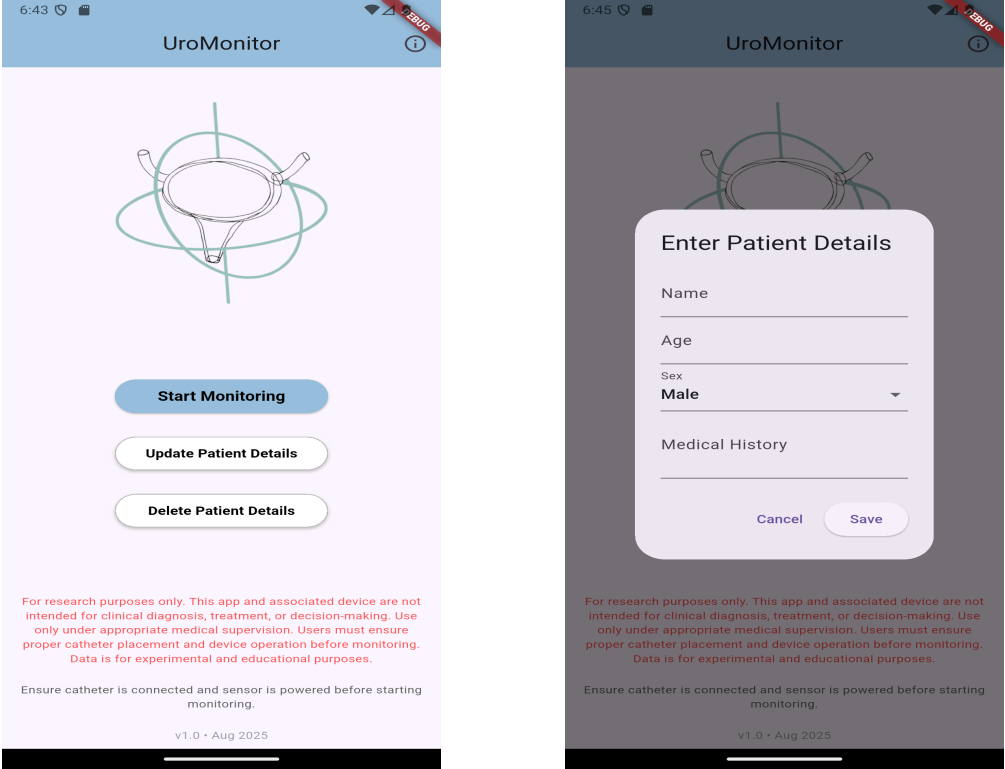 6:43
DEBUG
UroMonitor
Start Monitoring
Update Patient Details
Delete Patient Details
For research purposes only. This app and associated device are not
intended for clinical diagnosis, treatment, or decision-making. Use
only under appropriate medical supervision. Users must ensure
proper catheter placement and device operation before monitoring.
Data is for experimental and educational purposes.
Ensure catheter is connected and sensor is powered before starting
monitoring.
v1.0 • Aug 2025
6:45
DEBUG
UroMonitor
Enter Patient Details
Name
Age
Sex
Male
Medical History
Cancel
Save
For research purposes only. This app and associated device are not
intended for clinical diagnosis, treatment, or decision-making. Use
only under appropriate medical supervision. Users must ensure
proper catheter placement and device operation before monitoring.
Data is for experimental and educational purposes.
Ensure catheter is connected and sensor is powered before starting
monitoring.
v1.0 • Aug 2025